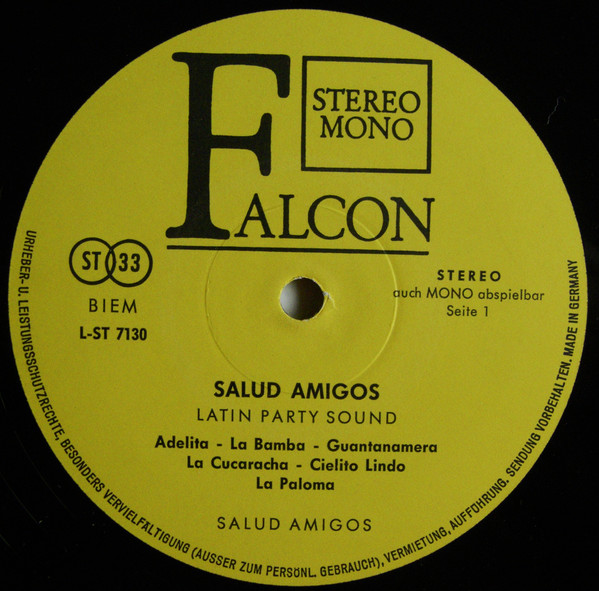 FALCON
STEREO
MONO
ST 33
BIEM
L-ST 7130
STEREO
auch MONO abspielbar
Seite 1
SALUD AMIGOS
LATIN PARTY SOUND
Adelita - La Bamba - Guantanamera
La Cucaracha - Cielito Lindo
La Paloma
SALUD AMIGOS
URHEBER- U. LEISTUNGSSCHUTZRECHTE, BESONDERS VERVIELFÄLTIGUNG (AUSSER ZUM PERSÖNL. GEBRAUCH), VERMIETUNG, AUFFÜHRUNG. SENDUNG VORBEHALTEN. MADE IN GERMANY